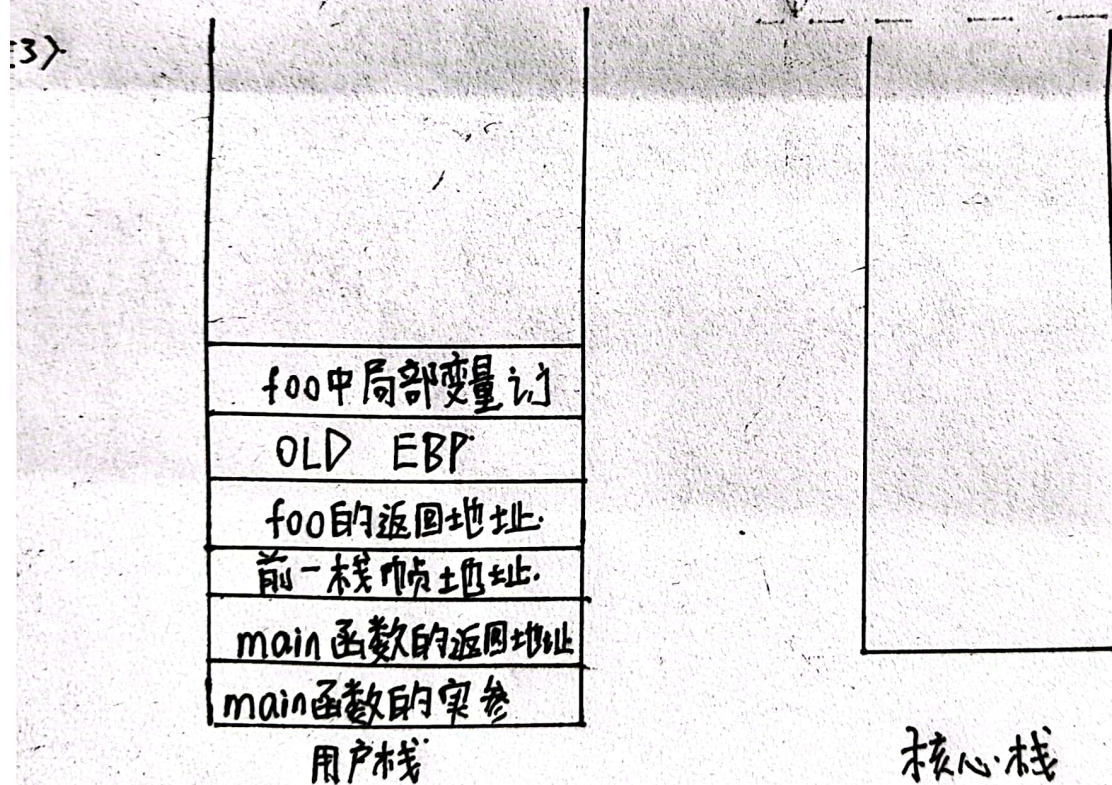 3>
foo中局部变量i,j
OLD EBP
foo的返回地址.
前一栈帧地址.
main函数的返回地址
main函数的实参
用户栈
核心栈